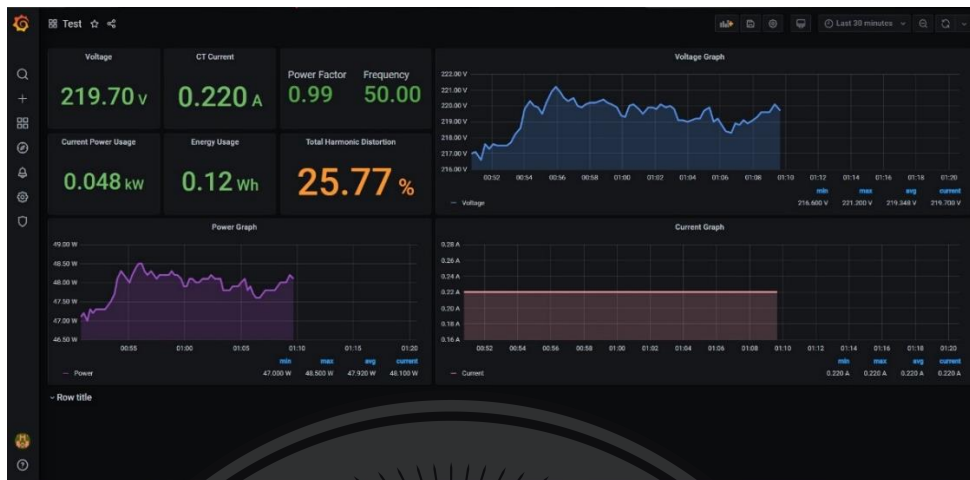 Test
Last 30 minutes
Voltage
219.70 V
CT Current
0.220 A
Power Factor
0.99
Frequency
50.00
Current Power Usage
0.048 kW
Energy Usage
0.12 Wh
Total Harmonic Distortion
25.77 %
Voltage Graph
222.00 V
221.00 V
220.00 V
219.00 V
218.00 V
217.00 V
216.00 V
00:52 00:54 00:56 00:58 01:00 01:02 01:04 01:06 01:08 01:10 01:12 01:14 01:16 01:18 01:20
min max avg current
Voltage 216.600 V 221.200 V 219.348 V 219.700 V
Power Graph
49.00 W
48.50 W
48.00 W
47.50 W
47.00 W
46.50 W
00:55 01:00 01:05 01:10 01:15 01:20
min max avg current
Power 47.000 W 48.500 W 47.920 W 48.100 W
Current Graph
0.28 A
0.26 A
0.24 A
0.22 A
0.20 A
0.18 A
0.16 A
00:52 00:54 00:56 00:58 01:00 01:02 01:04 01:06 01:08 01:10 01:12 01:14 01:16 01:18 01:20
min max avg current
Current 0.220 A 0.220 A 0.220 A 0.220 A
Row title